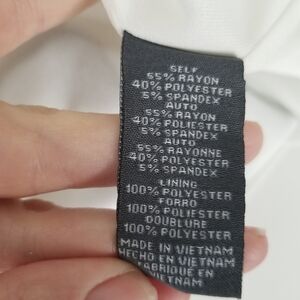 SELF
55% RAYON
40% POLYESTER
5% SPANDEX
AUTO
55% RAYON
40% POLIESTER
5% SPANDEX
AUTO
55% RAYONNE
40% POLYESTER
5% SPANDEX
LINING
100% POLYESTER
FORRO
100% POLIESTER
DOUBLURE
100% POLYESTER
MADE IN VIETNAM
HECHO EN VIETNAM
FABRIQUE EN
VIETNAM